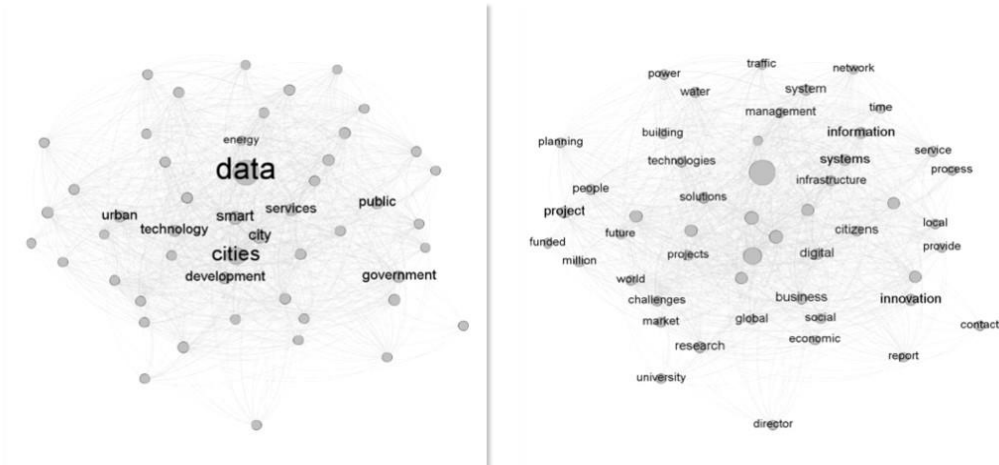 energy
data
public
urban
smart
services
technology
city
cities
development
government
traffic
power
network
water
system
management
time
building
information
planning
technologies
systems
service
process
infrastructure
people
solutions
project
local
future
citizens
funded
provide
million
projects
digital
world
challenges
business
innovation
market
global
social
contact
economic
research
report
university
director